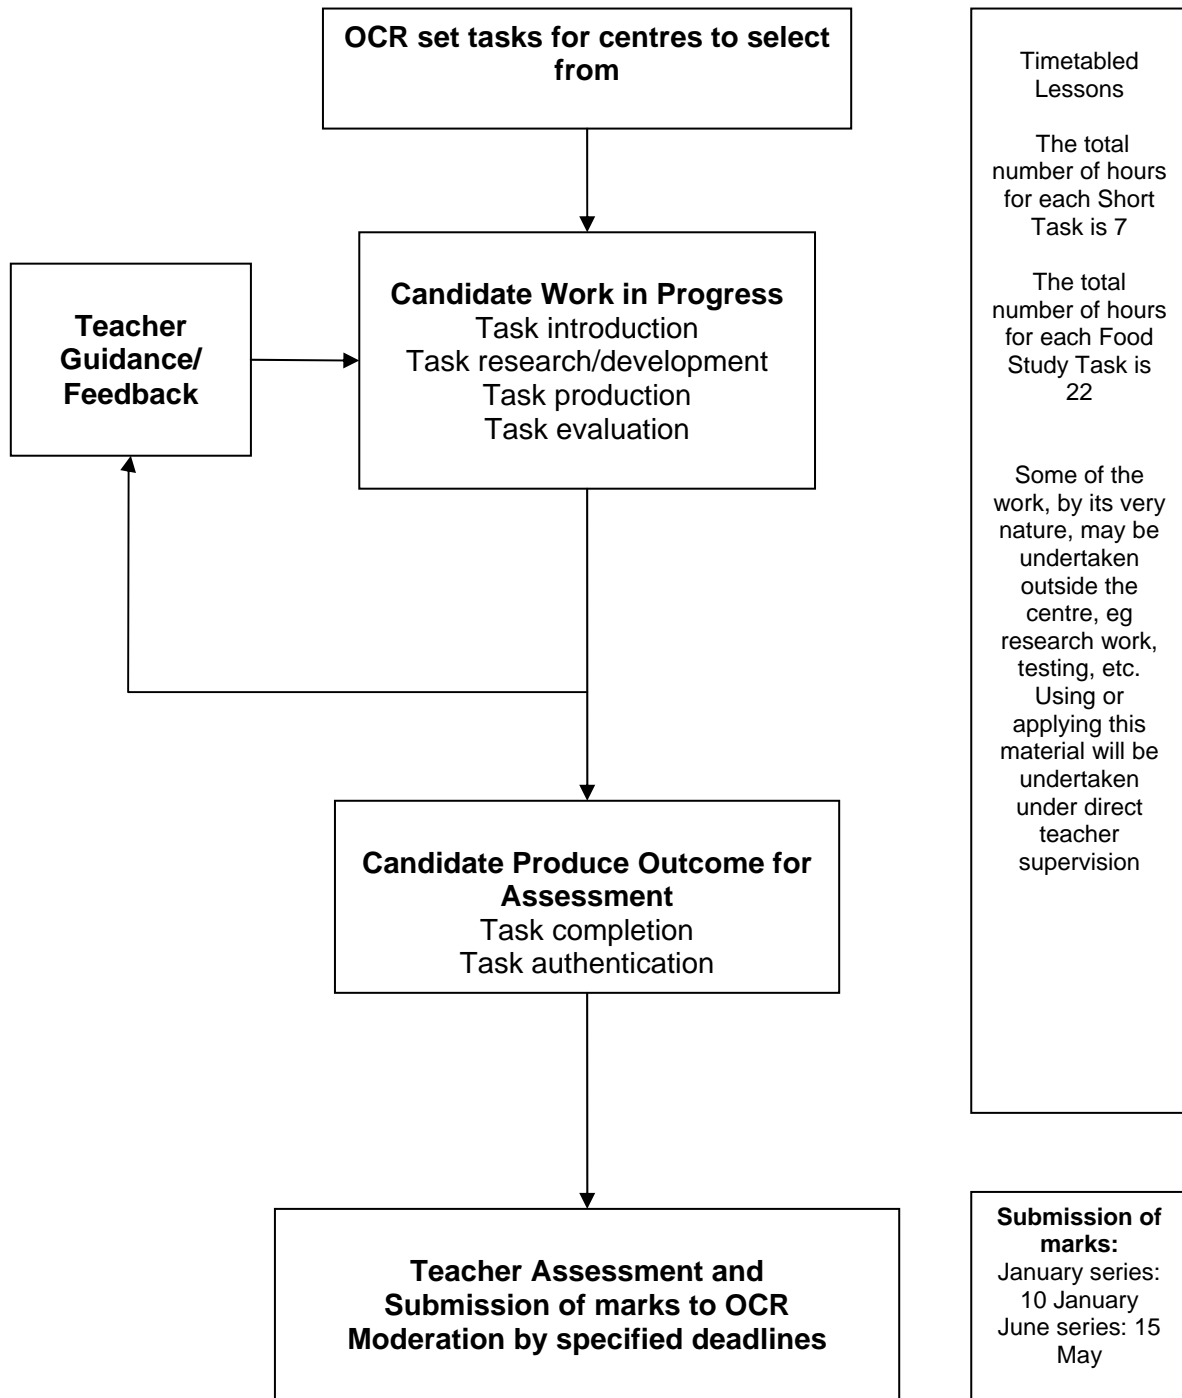 OCR set tasks for centres to select
from
Teacher
Guidance/
Feedback
Candidate Work in Progress
Task introduction
Task research/development
Task production
Task evaluation
Candidate Produce Outcome for
Assessment
Task completion
Task authentication
Teacher Assessment and
Submission of marks to OCR
Moderation by specified deadlines
Timetabled
Lessons
The total
number of hours
for each Short
Task is 7
The total
number of hours
for each Food
Study Task is
22
Some of the
work, by its very
nature, may be
undertaken
outside the
centre, eg
research work,
testing, etc.
Using or
applying this
material will be
undertaken
under direct
teacher
supervision
Submission of
marks:
January series:
10 January
June series: 15
May